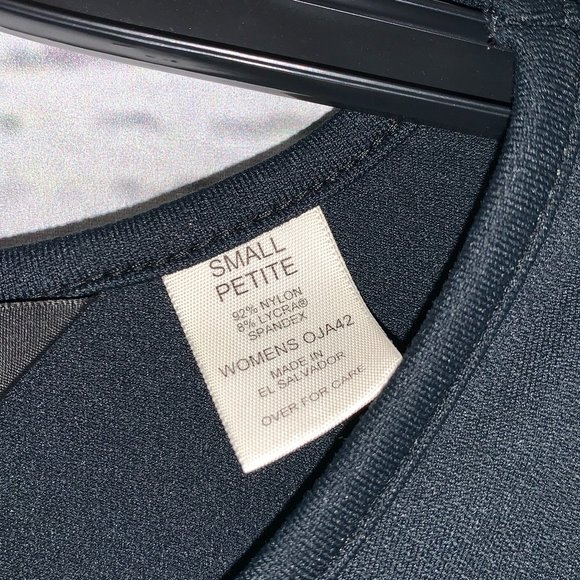 SMALL
PETITE
92% NYLON
8% LYCRA®
SPANDEX
WOMENS OJA42
MADE IN
EL SALVADOR
OVER FOR CARE